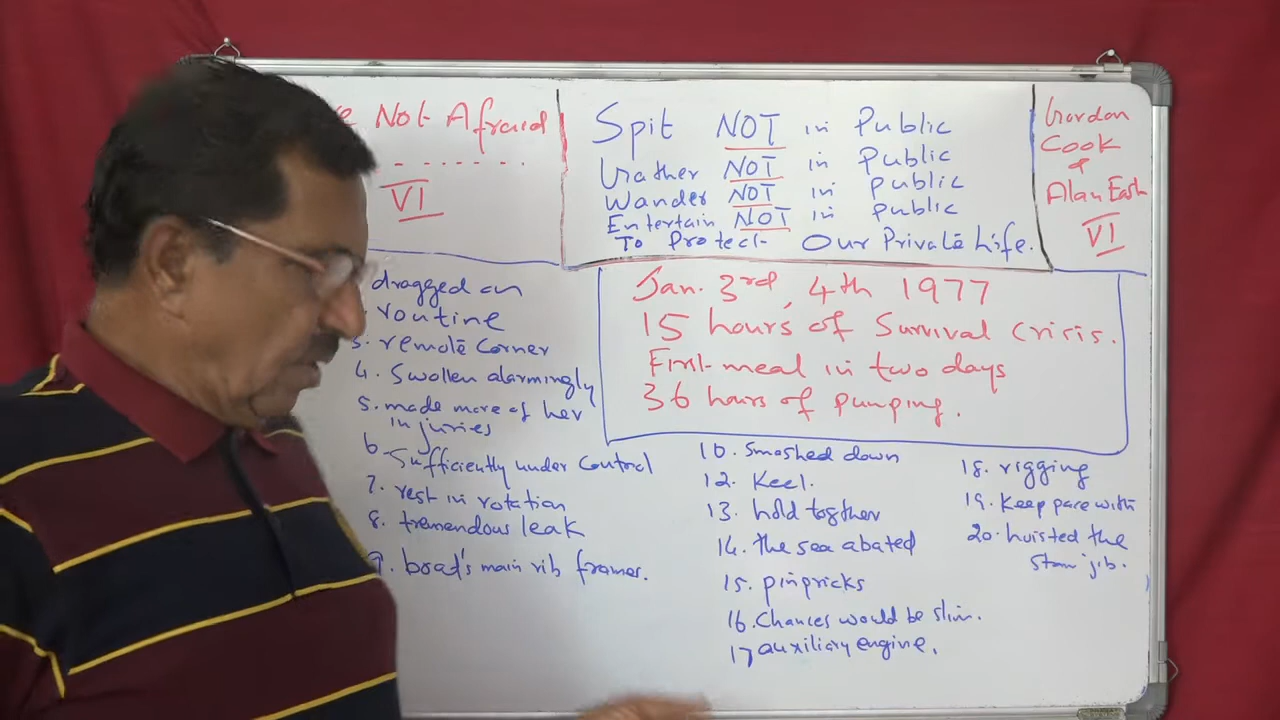 e Not Afraid
- - . . . . . .
VI
Spit NOT in Public
Gather NOT in Public
Wander NOT in public
Entertain NOT in public
To Protect Our Private Life.
Gordon
Cook
&
Alan East
VI
Jan. 3rd, 4th 1977
15 hours of Survival Crisis.
First meal in two days
36 hours of pumping.
dragged on
routine
3. remote Corner
4. Swollen alarmingly
5. made more of her
injuries
6. Sufficiently under Control
7. rest in rotation
8. tremendous leak
9. boad's main rib frames.
10. Smashed down
12. Keel.
13. hold together
14. the sea abated
15. pinpricks
16. Chances would be slim.
17 auxiliary engine.
18. rigging
19. Keep pace with
20. hoisted the
jib.